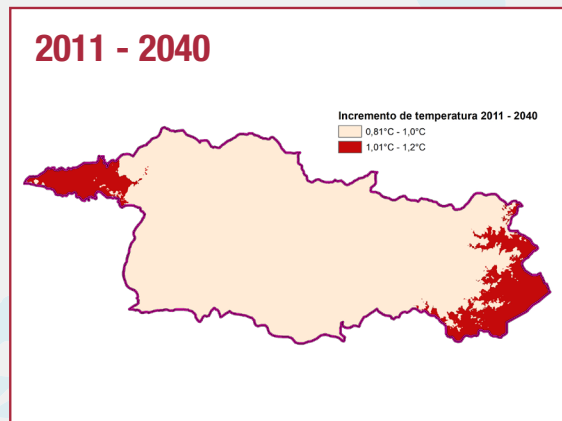 2011 - 2040
Incremento de temperatura 2011 - 2040
0,81°C - 1,0°C
1,01°C - 1,2°C